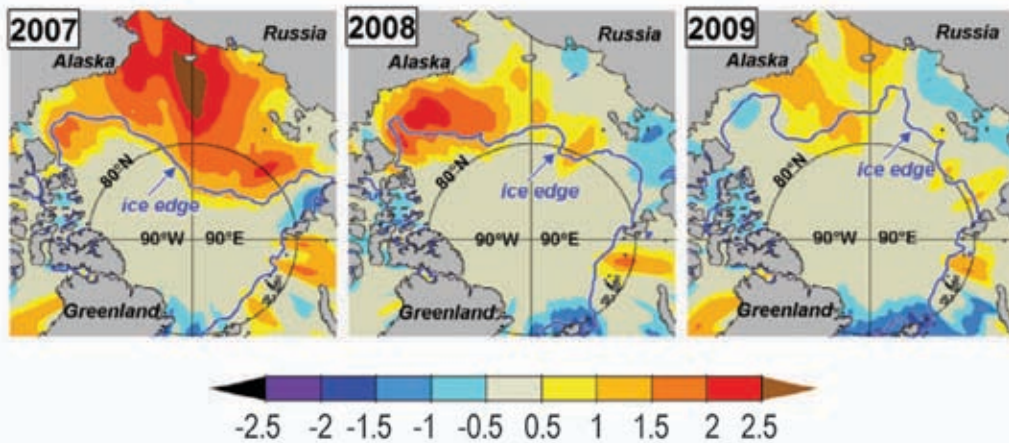 2007
Russia
Alaska
80°N
ice edge
90°W 90°E
Greenland
2008
Alaska
Russia
80°N
ice edge
90°W 90°E
Greenland
2009
Alaska
Russia
80°N
ice edge
90°W 90°E
Greenland
-2.5 -2 -1.5 -1 -0.5 0.5 1 1.5 2 2.5